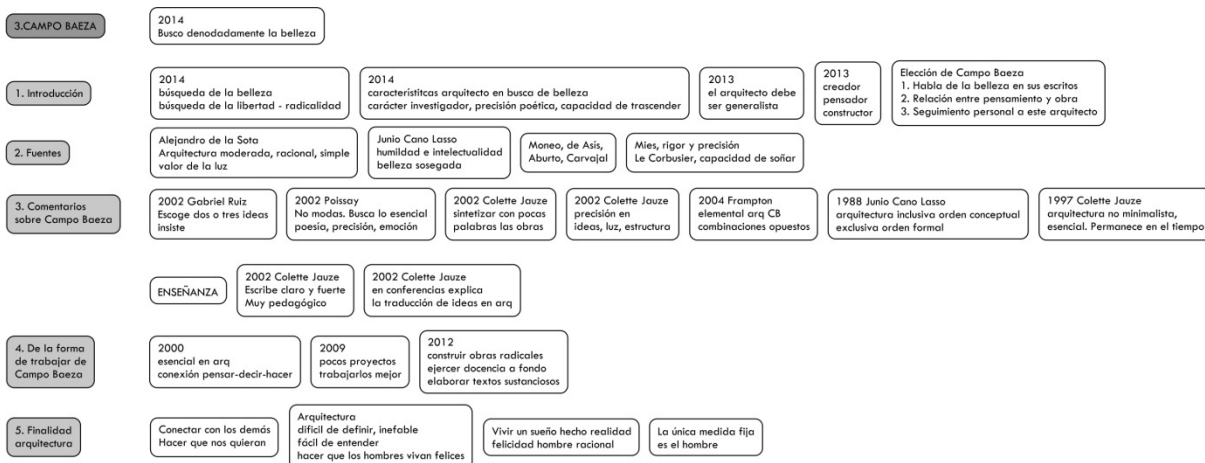 3.CAMPO BAEZA
2014
Busco denodadamente la belleza
1. Introducción
2014
búsqueda de la belleza
búsqueda de la libertad - radicalidad
2014
característitcas arquitecto en busca de belleza
carácter investigador, precisión poética, capacidad de trascender
2013
el arquitecto debe
ser generalista
2013
creador
pensador
constructor
Elección de Campo Baeza
1. Habla de la belleza en sus escritos
2. Relación entre pensamiento y obra
3. Seguimiento personal a este arquitecto
2. Fuentes
Alejandro de la Sota
Arquitectura moderada, racional, simple
valor de la luz
Junio Cano Lasso
humildad e intelectualidad
belleza sosegada
Moneo, de Asis,
Aburto, Carvajal
Mies, rigor y precisión
Le Corbusier, capacidad de soñar
3. Comentarios
sobre Campo Baeza
2002 Gabriel Ruiz
Escoge dos o tres ideas
insiste
2002 Poissay
No modas. Busca lo esencial
poesía, precisión, emoción
2002 Colette Jauze
sintetizar con pocas
palabras las obras
2002 Colette Jauze
precisión en
ideas, luz, estructura
2004 Frampton
elemental arq CB
combinaciones opuestos
1988 Junio Cano Lasso
arquitectura inclusiva orden conceptual
exclusiva orden formal
1997 Colette Jauze
arquitectura no minimalista,
esencial. Permanece en el tiempo
ENSEÑANZA
2002 Colette Jauze
Escribe claro y fuerte
Muy pedagógico
2002 Colette Jauze
en conferencias explica
la traducción de ideas en arq
4. De la forma
de trabajar de
Campo Baeza
2000
esencial en arq
conexión pensar-decir-hacer
2009
pocos proyectos
trabajarlos mejor
2012
construir obras radicales
ejercer docencia a fondo
elaborar textos sustanciosos
5. Finalidad
arquitectura
Conectar con los demás
Hacer que nos quieran
Arquitectura
dificil de definir, inefable
fácil de entender
hacer que los hombres vivan felices
Vivir un sueño hecho realidad
felicidad hombre racional
La única medida fija
es el hombre